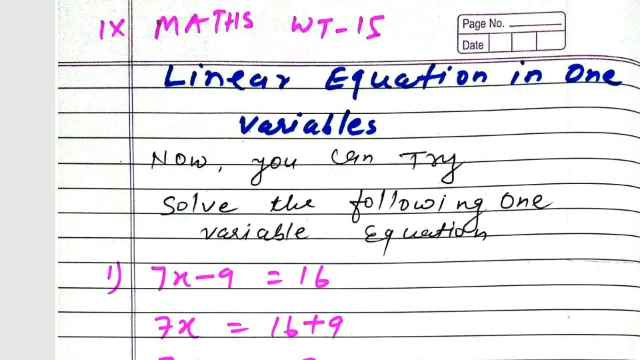 IX MATHS WT-15
Page No.
Date
Linear Equation in One
Variables
Now, you can Try
Solve the following One
variable Equation
1) 7x-9 = 16
7x = 16+9